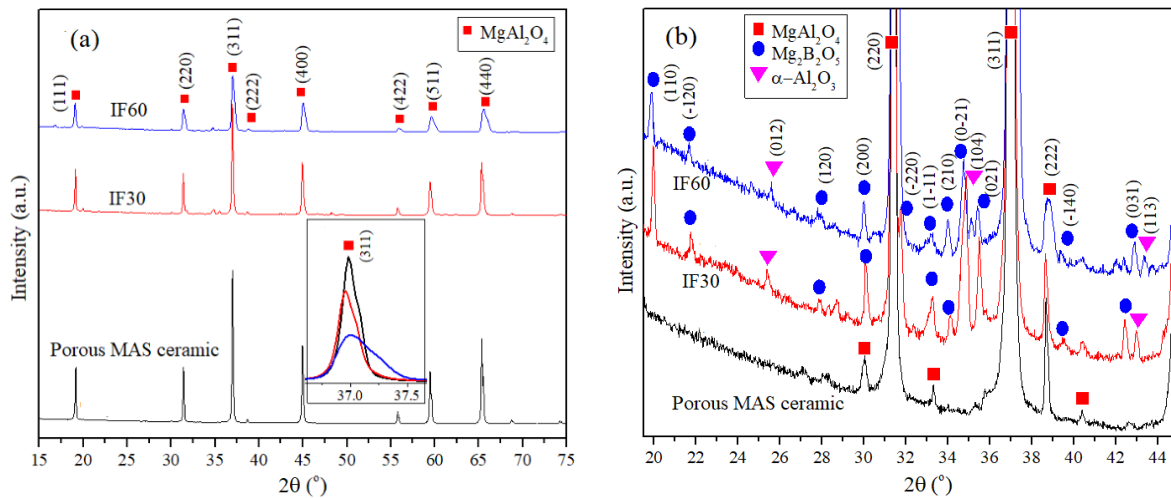 (a)
MgAl₂O₄
(111)
(220)
(311)
(222)
(400)
(422)
(511)
(440)
IF60
IF30
(311)
37.0 37.5
Porous MAS ceramic
Intensity (a.u.)
15 20 25 30 35 40 45 50 55 60 65 70 75
2θ (°)
(b)
MgAl₂O₄
Mg₂B₂O₅
α−Al₂O₃
(110)
(-120)
(012)
(120)
(200)
(220)
(-220)
(1-11)
(210)
(0-21)
(104)
(021)
(311)
(222)
(-140)
(031)
(113)
IF60
IF30
Porous MAS ceramic
Intensity (a.u.)
20 22 24 26 28 30 32 34 36 38 40 42 44
2θ (°)